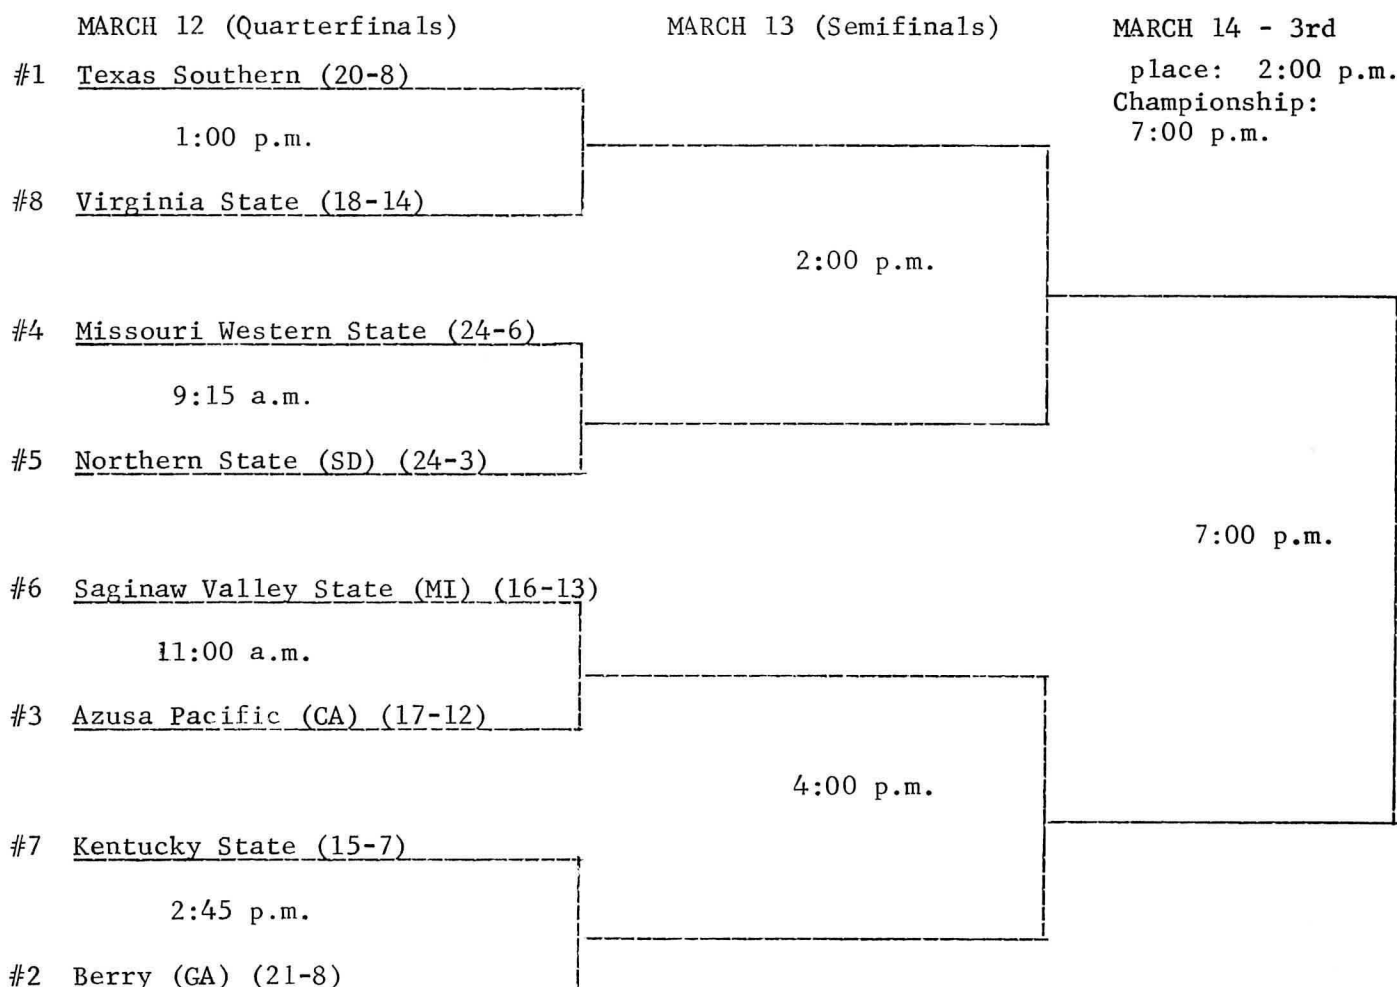 MARCH 12 (Quarterfinals)
MARCH 13 (Semifinals)
MARCH 14 - 3rd
place: 2:00 p.m.
Championship:
7:00 p.m.
#1 Texas Southern (20-8)
1:00 p.m.
#8 Virginia State (18-14)
2:00 p.m.
#4 Missouri Western State (24-6)
9:15 a.m.
#5 Northern State (SD) (24-3)
7:00 p.m.
#6 Saginaw Valley State (MI) (16-13)
11:00 a.m.
#3 Azusa Pacific (CA) (17-12)
4:00 p.m.
#7 Kentucky State (15-7)
2:45 p.m.
#2 Berry (GA) (21-8)